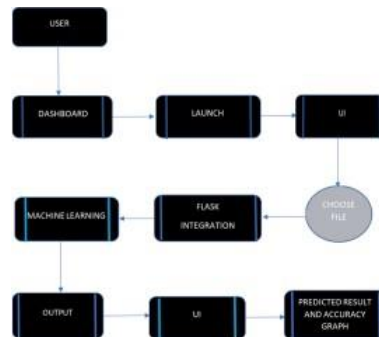 USER
DASHBOARD
LAUNCH
UI
CHOOSE
FILE
FLASK
INTEGRATION
MACHINE LEARNING
OUTPUT
UI
PREDICTED RESULT
AND ACCURACY
GRAPH